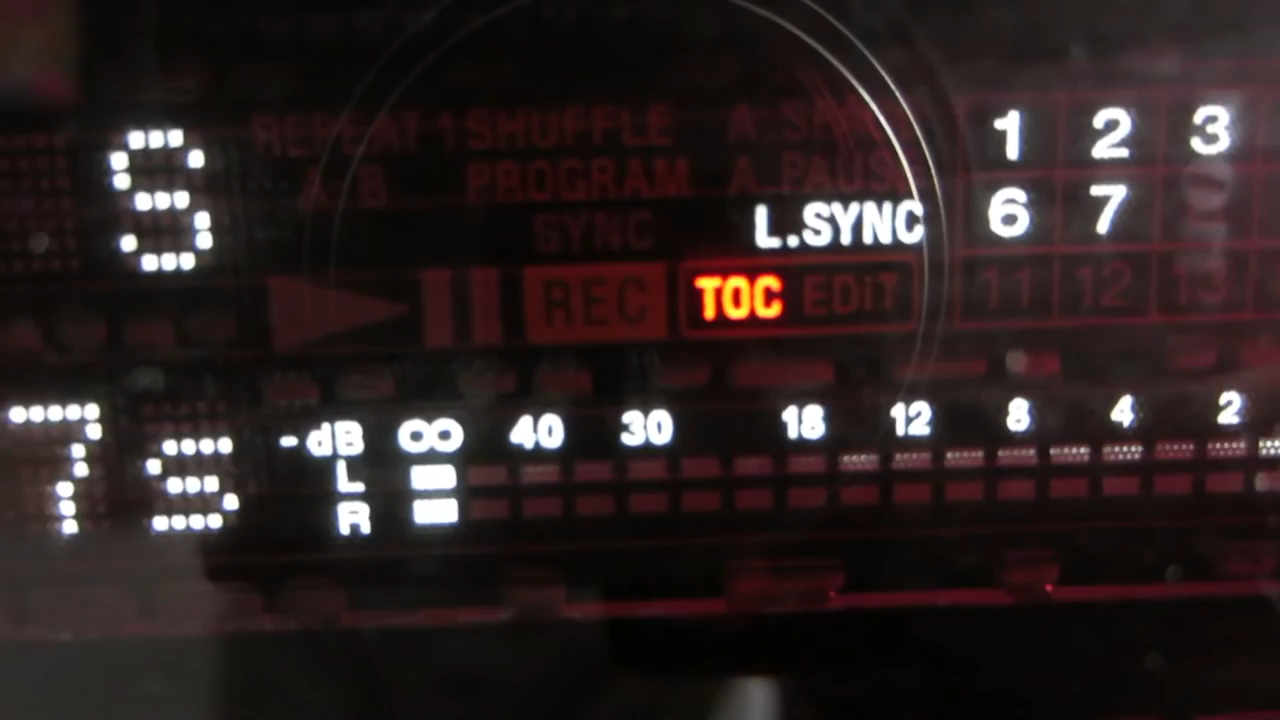 S
REPEAT 1 SHUFFLE
A B PROGRAM A.PAUSE
SYNC L.SYNC
REC TOC EDIT
1 2 3
6 7
11 12 13
7s
-dB ∞ 40 30 18 12 8 4 2
L
R